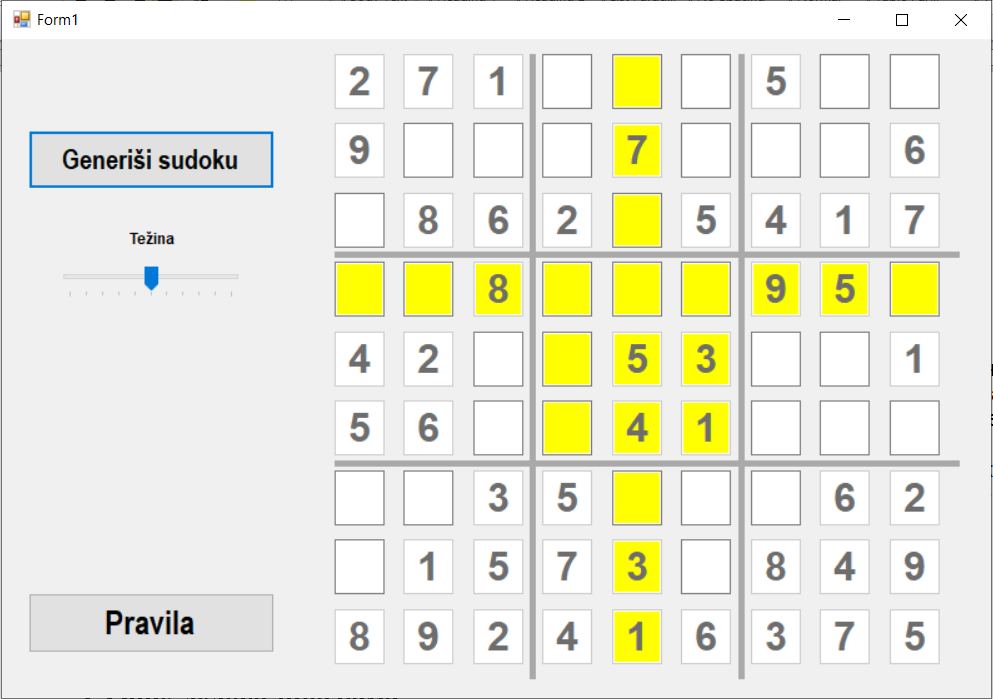 Form1
2 7 1 5
Generiši sudoku
9 7 6
Težina
8 6 2 5 4 1 7
8 9 5
4 2 5 3 1
5 6 4 1
3 5 6 2
1 5 7 3 8 4 9
Pravila
8 9 2 4 1 6 3 7 5